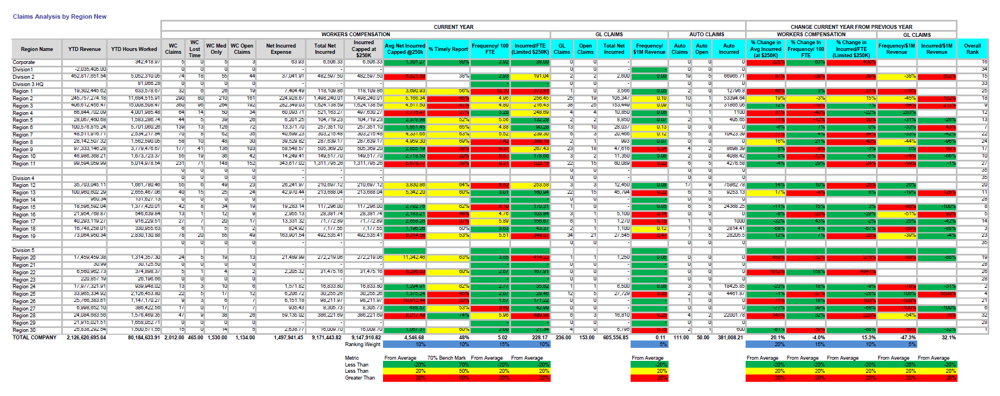 Claims Analysis by Region New
CURRENT YEAR CHANGE CURRENT YEAR FROM PREVIOUS YEAR
WORKERS COMPENSATION GL CLAIMS AUTO CLAIMS WORKERS COMPENSATION GL CLAIMS
Region Name YTD Revenue YTD Hours Worked WC Claims WC Lost Time WC Med Only WC Open Claims Net Incurred Expense Total Net Incurred Incurred Capped at $250K Avg Net Incurred Capped @250k % Timely Report Frequency/ 100 FTE Incurred/FTE (Limited $250K) GL Claims Open Claims Total Net Incurred Frequency/ $1M Revenue Auto Claims Auto Open Auto Incurred % Change in Avg Incurred (at $250K) % Change In Frequency/ 100 FTE % Change in Incurred/FTE (Limited $250K) Frequency/$1M Revenue Incurred/$1M Revenue Overall Rank
Corporate 342,418.97 5 0 5 3 63.93 6,506.33 6,506.33 1,301.27 80% 2.92 38.00 0 0 - 0 0 0 225% 63% 430% 16
Division1 -2,035,405.00 0 0 0 0 - - - 0 0 - - 0 0 0 34
Division 2 452,817,651.54 5,052,310.05 74 18 55 44 37,041.91 482,597.50 482,597.50 6,521.59 38% 2.93 191.04 2 2 2,600 0.00 19 5 66965.71 97% -29% 39% -38% 302% 15
Division 3 HQ 81,066.28 0 0 0 0 - - - - - 0 0 - 0 0 0 33
Region 1 19,302,445.62 633,578.67 32 6 26 19 7,404.49 118,109.86 118,109.86 3,690.93 56% 10.10 372.83 1 0 3,566 0.05 2 0 12796.8 46% 3% 51% -75% 25
Region 2 245,757,274.18 11,684,515.91 290 80 210 161 224,928.67 1,498,240.01 1,498,240.01 5,166.34 46% 4.96 256.45 25 19 105,347 0.10 10 1 53394.64 19% -3% 15% -45% 102% 18
Region 3 406,612,455.47 15,008,508.47 360 96 264 192 282,349.03 1,624,138.59 1,624,138.59 4,511.50 47% 4.80 216.43 38 25 153,449 0.09 10 3 31865.06 12% -10% 1% -64% 212% 9
Region 4 66,844,702.09 4,001,985.48 64 14 50 34 60,093.71 521,163.27 497,630.27 7,775.47 27% 3.20 248.69 4 4 10,850 0.06 1 1 1100 31% -40% -22% 283% 12
Region 5 28,067,460.68 1,583,286.74 44 5 39 26 6,201.25 104,719.23 104,719.23 2,379.98 52% 5.56 132.28 2 2 8,850 0.07 2 1 405.65 71% -12% 50% -31% -26% 13
Region 6 100,576,815.24 5,701,060.26 139 13 126 72 13,371.70 257,351.10 257,351.10 1,851.45 65% 4.88 90.28 13 10 28,037 0.13 0 0 0 -6% 7% 0% -33% 43% 7
Region 7 48,511,916.71 2,534,217.84 70 8 62 35 40,699.23 303,215.48 303,215.48 4,331.65 63% 5.52 239.30 6 3 20,466 0.12 5 3 10423.39 77% 4% 84% -33% -42% 22
Region 8 28,142,507.32 1,562,590.05 58 10 48 30 39,529.82 287,639.17 287,639.17 4,959.30 69% 7.42 368.16 2 1 993 0.07 0 0 0 16% 21% 40% -44% -96% 24
Region 9 97,333,146.28 3,779,476.67 177 41 136 103 58,548.57 505,369.20 505,369.20 2,855.19 38% 9.37 267.43 23 18 47,616 0.24 4 2 8698.39 6% -8% -3% 5% 89% 17
Region 10 46,986,368.21 1,673,723.37 55 19 36 42 14,249.41 149,517.70 149,517.70 2,718.50 20% 6.57 178.66 3 2 11,350 0.06 2 0 4088.42 8% -12% -5% -74% -66% 10
Region 11 99,594,059.99 5,014,978.54 231 71 148 152 343,617.02 1,311,795.26 1,311,795.26 5,678.77 38% 9.21 523.15 22 15 60,089 0.22 6 5 4276.58 -4% 29% 24% -59% -1% 27
0 0 0 0 - - - 0 0 - 0 0 0 35
Division 4 0 0 0 0 - - - 0 0 - 0 0 0 35
Region 12 35,703,045.11 1,661,780.46 55 6 49 23 26,241.97 210,697.12 210,697.12 3,830.86 64% 6.62 253.58 3 3 12,450 0.08 17 9 75862.78 14% 10% 26% 26% 20
Region 13 100,960,602.29 2,655,467.06 40 15 25 24 42,970.44 213,688.04 213,688.04 5,342.20 60% 3.01 160.94 22 15 45,794 0.22 6 5 9253.13 17% -8% 8% -19% 126% 11
Region 14 960.34 131,627.13 0 0 0 0 - - - - - 0 0 - - 0 0 0 28
Region 15 18,596,592.04 1,377,420.01 42 8 34 19 19,283.14 117,296.00 117,296.00 2,792.76 62% 6.10 170.31 1 0 - 0.05 6 5 24368.25 -11% 15% 3% -86% -100% 8
Region 16 21,954,768.87 546,639.84 13 1 12 9 2,955.13 28,381.74 28,381.74 2,183.21 46% 4.76 103.84 3 1 5,100 0.14 0 0 0 -8% -23% -29% -51% 82% 5
Region 17 40,293,119.27 916,229.51 27 7 20 17 13,331.32 71,772.89 71,772.89 2,658.26 37% 5.89 156.67 6 1 1,270 0.15 1 1 1000 -32% 43% -2% 25% -42% 14
Region 18 16,748,258.01 330,955.63 6 1 5 2 824.92 7,177.55 7,177.55 1,196.26 50% 3.63 43.37 2 1 1,100 0.12 1 0 2814.41 -68% 4% -67% -68% -88% 3
Region 19 73,064,950.34 2,830,130.88 78 20 55 49 163,901.54 492,535.41 492,535.41 6,314.56 53% 5.51 348.07 34 21 27,545 0.47 7 5 28205.5 12% 7% 20% -39% -4% 23
0 0 0 0 - - - 0 0 - 0 0 0 35
Division 5
Region 20 17,459,459.38 1,314,357.30 24 5 19 13 21,489.99 272,219.06 272,219.06 11,342.46 63% 3.65 414.22 1 1 1,250 0.06 0 0 0 459% -32% 278% -89% -88% 19
Region 21 30.99 30,125.50 0 0 0 0 - - - - - 0 0 - - 0 0 0 28
Region 22 6,560,962.73 374,898.37 5 1 4 2 2,205.32 31,475.16 31,475.16 6,295.03 60% 2.67 167.91 0 0 - - 0 0 0 1812% 158% 4841% 26
Region 23 220,857.19 26,196.66 0 0 0 0 - - - - - 0 0 - - 0 0 0 28
Region 24 17,977,321.91 939,948.02 13 3 10 6 1,571.82 16,833.80 16,833.80 1,294.91 62% 2.77 35.82 1 1 6,500 0.06 3 1 18425.85 -23% 18% -9% -79% -31% 2
Region 25 33,965,334.92 2,126,453.80 22 5 17 12 6,206.72 30,255.26 30,255.26 1,375.24 45% 2.07 28.46 12 5 27,729 0.35 2 0 4461.87 -1% -27% -28% 106% 5508% 4
Region 26 25,766,383.61 1,147,170.27 9 3 6 7 6,151.18 98,211.97 98,211.97 10,912.44 33% 1.57 171.22 0 0 - - 1 0 0 71% 18% 103% -100% 21
Region 27 6,998,652.10 386,422.56 17 0 17 7 935.43 8,305.73 8,305.73 488.57 53% 8.80 42.99 0 0 - - 0 0 0 -77% 39% -68% -100% -100% 6
Region 28 24,084,683.56 1,576,469.35 47 9 38 26 59,135.02 386,221.69 386,221.69 8,217.48 74% 5.96 489.98 6 3 16,810 0.25 4 2 22001.78 145% 32% 223% -54% 76% 32
Region 29 21,915,021.51 1,658,052.71 0 0 0 0 - - - - - 0 0 - - 0 0 0 28
Region 30 25,838,292.54 1,500,571.55 15 0 14 5 2,638.77 16,009.70 16,009.70 1,067.31 60% 2.00 21.34 4 0 6,795 0.15 2 1 600 -81% -39% -88% -59% -32% 1
TOTAL COMPANY 2,126,620,695.04 80,184,633.91 2,012.00 465.00 1,530.00 1,134.00 1,497,941.45 9,171,443.82 9,147,910.82 4,546.68 48% 5.02 228.17 236.00 153.00 605,556.85 0.11 111.00 50.00 381,008.21 20.1% -4.0% 15.3% -47.3% 32.1%
Ranking Weight 10% 10% 15% 10% 5% 20% 15% 10% 5%
Metric From Average 70% Bench Mark From Average From Average From Average From Average From Average From Average From Average From Average
Less Than -20% 70% -20% -20% -20% -20% -20% -20% -20% -20%
Less Than 20% 50% 20% 20% 20% 20% 20% 20% 20% 20%
Greater Than 20% 50% 20% 20% 20% 20% 20% 20% 20% 20%